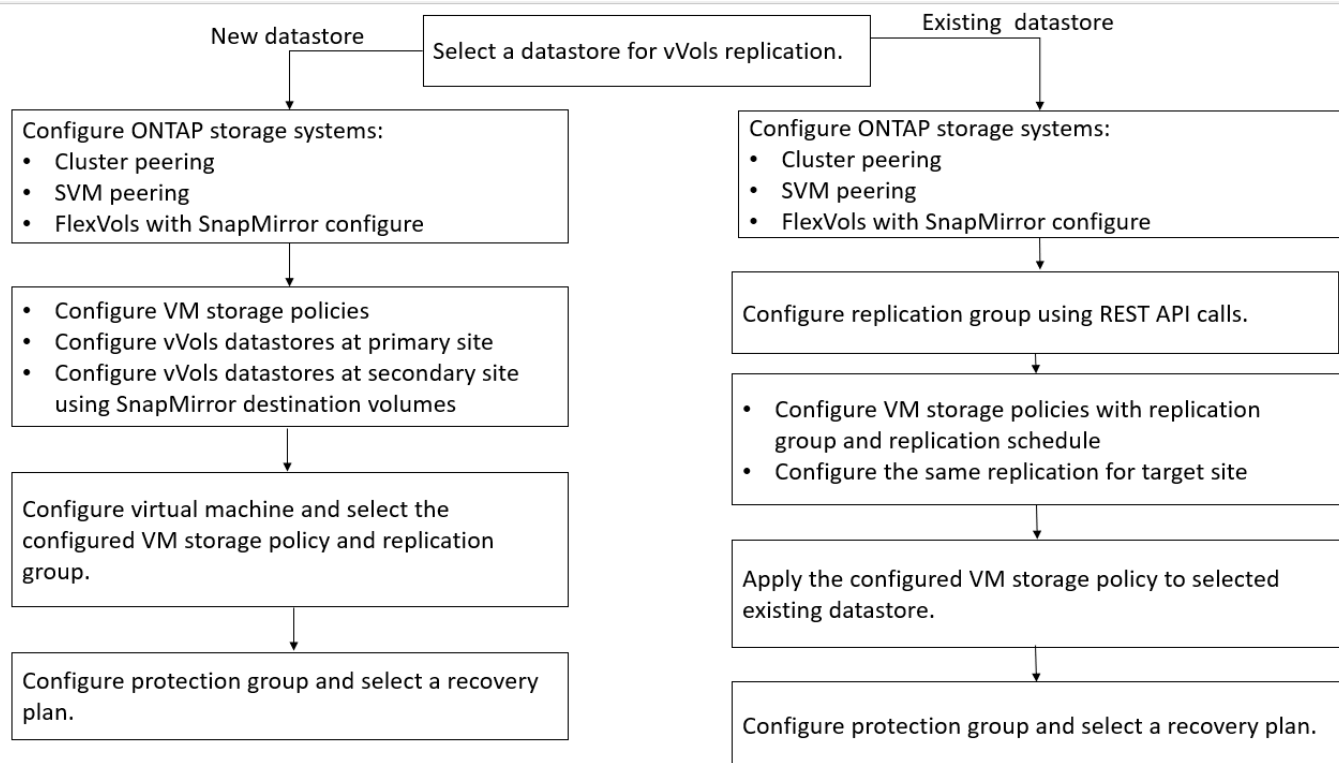 New datastore
Select a datastore for vVols replication.
Existing datastore
Configure ONTAP storage systems:
• Cluster peering
• SVM peering
• FlexVols with SnapMirror configure
• Configure VM storage policies
• Configure vVols datastores at primary site
• Configure vVols datastores at secondary site
using SnapMirror destination volumes
Configure virtual machine and select the
configured VM storage policy and replication
group.
Configure protection group and select a recovery
plan.
Configure ONTAP storage systems:
• Cluster peering
• SVM peering
• FlexVols with SnapMirror configure
Configure replication group using REST API calls.
• Configure VM storage policies with replication
group and replication schedule
• Configure the same replication for target site
Apply the configured VM storage policy to selected
existing datastore.
Configure protection group and select a recovery plan.